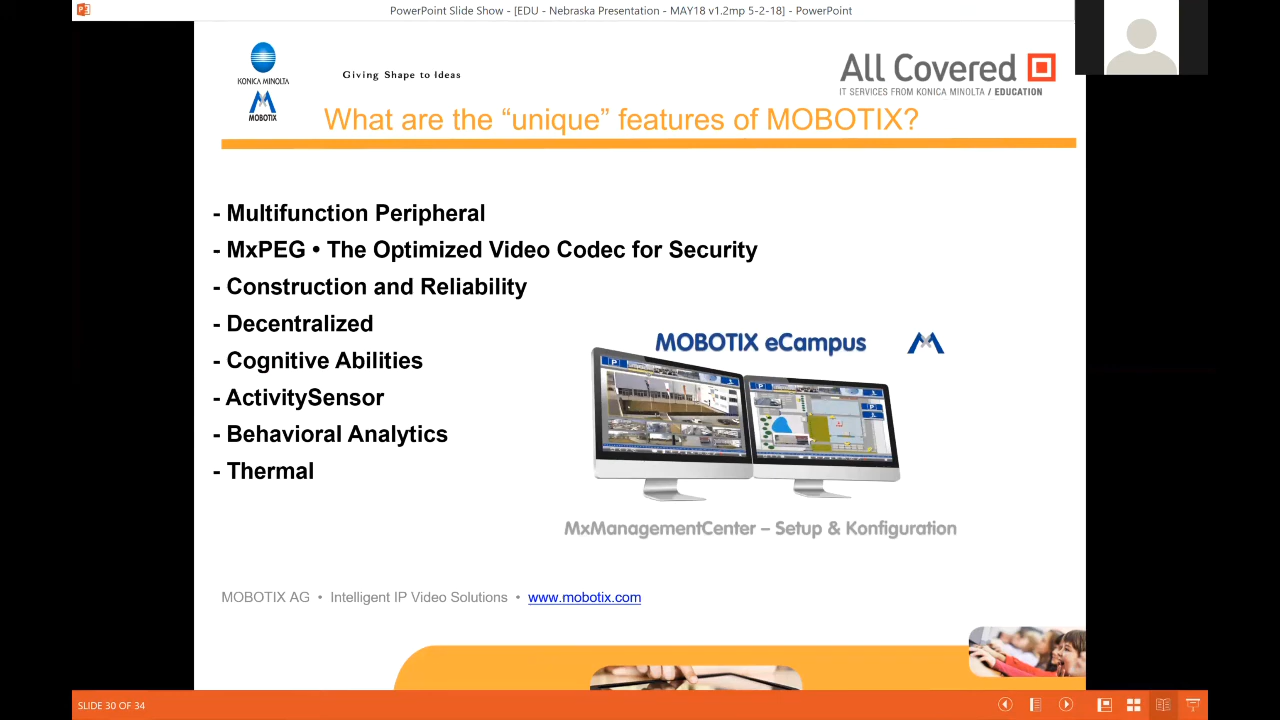 PowerPoint Slide Show - [EDU - Nebraska Presentation - MAY18 v1.2mp 5-2-18] - PowerPoint
KONICA MINOLTA
Giving Shape to Ideas
All Covered
IT SERVICES FROM KONICA MINOLTA / EDUCATION
MOBOTIX
What are the “unique” features of MOBOTIX?
- Multifunction Peripheral
- MxPEG • The Optimized Video Codec for Security
- Construction and Reliability
- Decentralized
- Cognitive Abilities
- ActivitySensor
- Behavioral Analytics
- Thermal
MOBOTIX eCampus
MxManagementCenter – Setup & Konfiguration
MOBOTIX AG • Intelligent IP Video Solutions • www.mobotix.com
SLIDE 30 OF 34